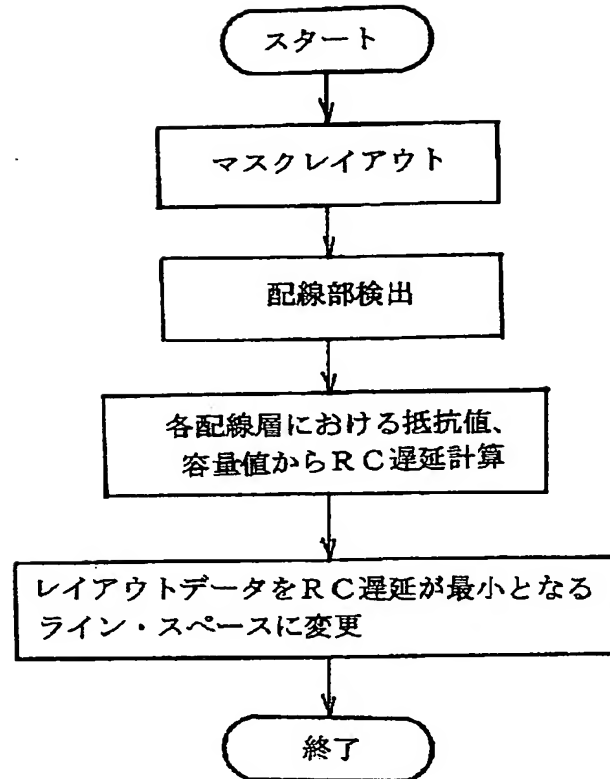 スタート
マスクレイアウト
配線部検出
各配線層における抵抗値、
容量値からＲＣ遅延計算
レイアウトデータをＲＣ遅延が最小となる
ライン・スペースに変更
終了